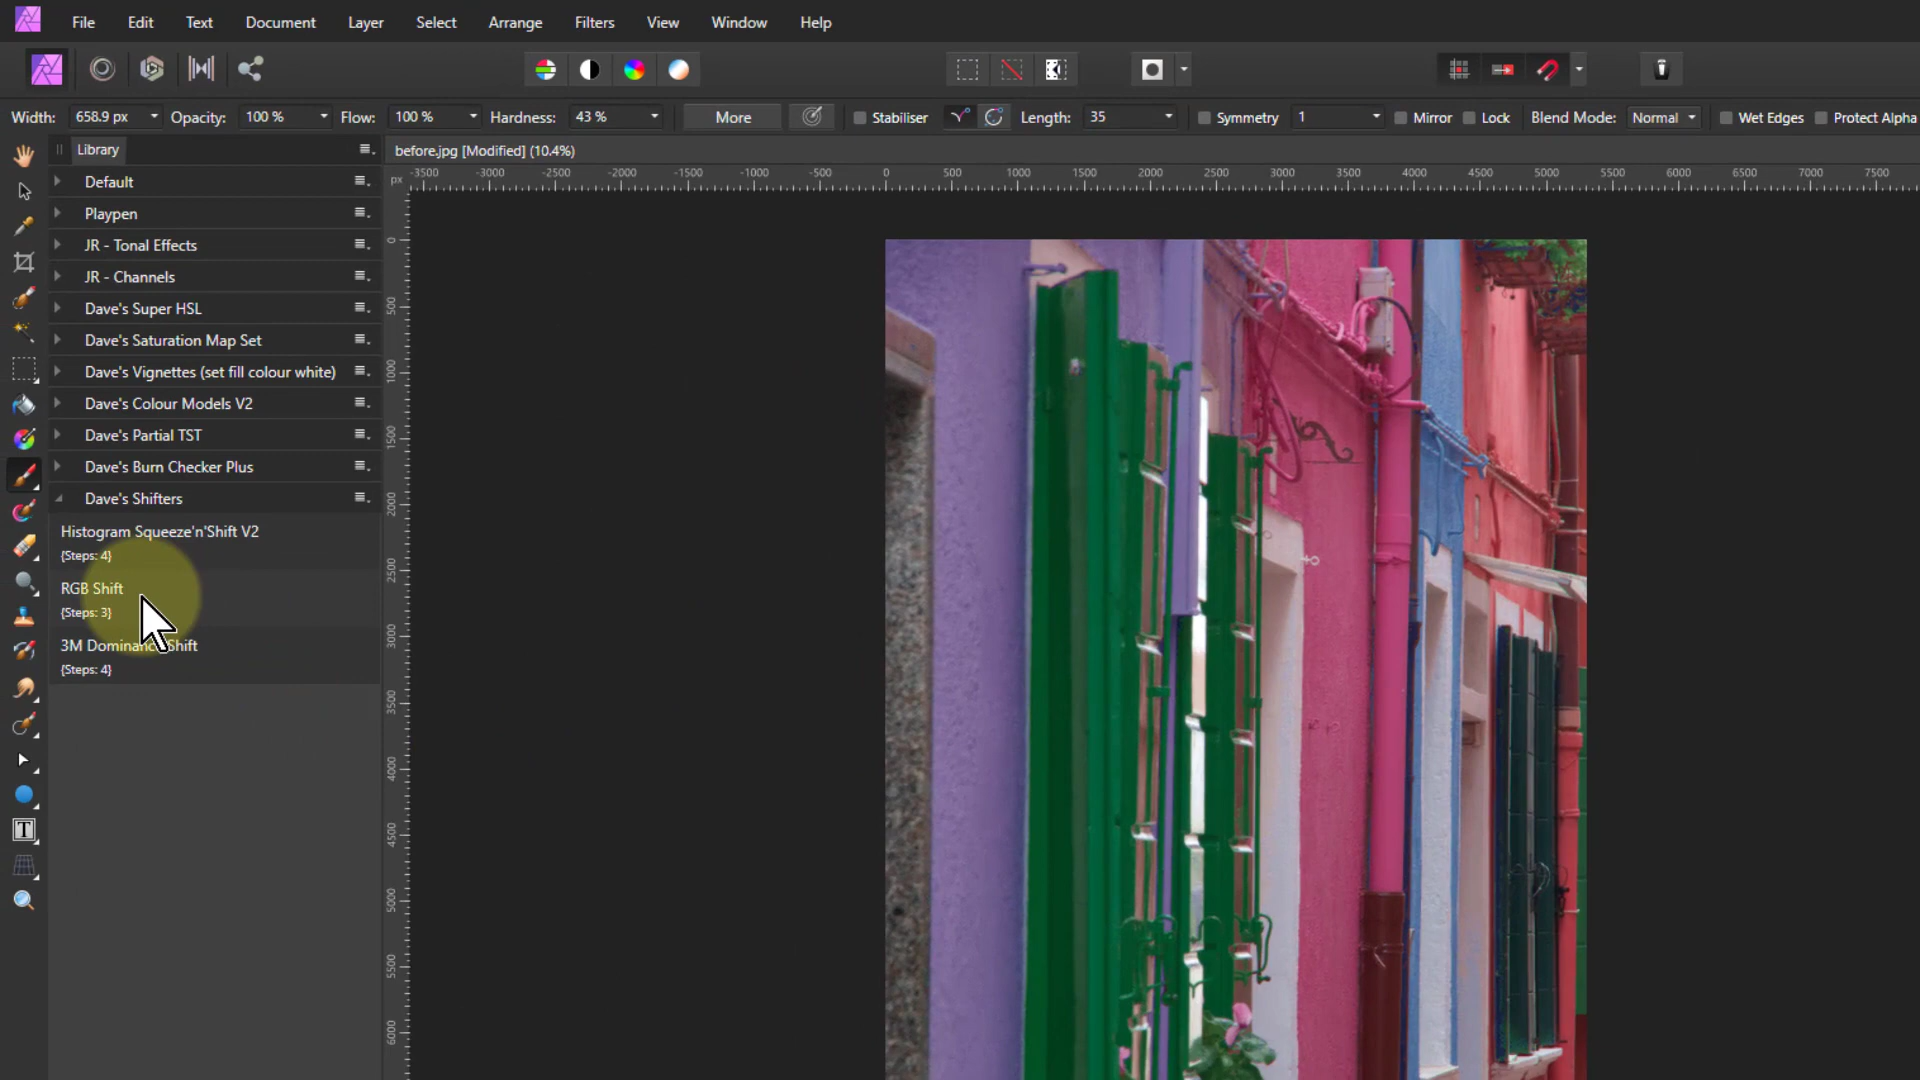 File Edit Text Document Layer Select Arrange Filters View Window Help
Width: 658.9 px Opacity: 100 % Flow: 100 % Hardness: 43 % More Stabiliser Length: 35 Symmetry 1 Mirror Lock Blend Mode: Normal Wet Edges Protect Alpha
Library
before.jpg [Modified] (10.4%)
px -3500 -3000 -2500 -2000 -1500 -1000 -500 0 500 1000 1500 2000 2500 3000 3500 4000 4500 5000 5500 6000 6500 7000 7500
Default
Playpen
JR - Tonal Effects
JR - Channels
Dave's Super HSL
Dave's Saturation Map Set
Dave's Vignettes (set fill colour white)
Dave's Colour Models V2
Dave's Partial TST
Dave's Burn Checker Plus
Dave's Shifters
Histogram Squeeze'n'Shift V2
{Steps: 4}
RGB Shift
{Steps: 3}
3M Dominance Shift
{Steps: 4}
0
500
1000
1500
2000
2500
3000
3500
4000
4500
5000
5500
6000